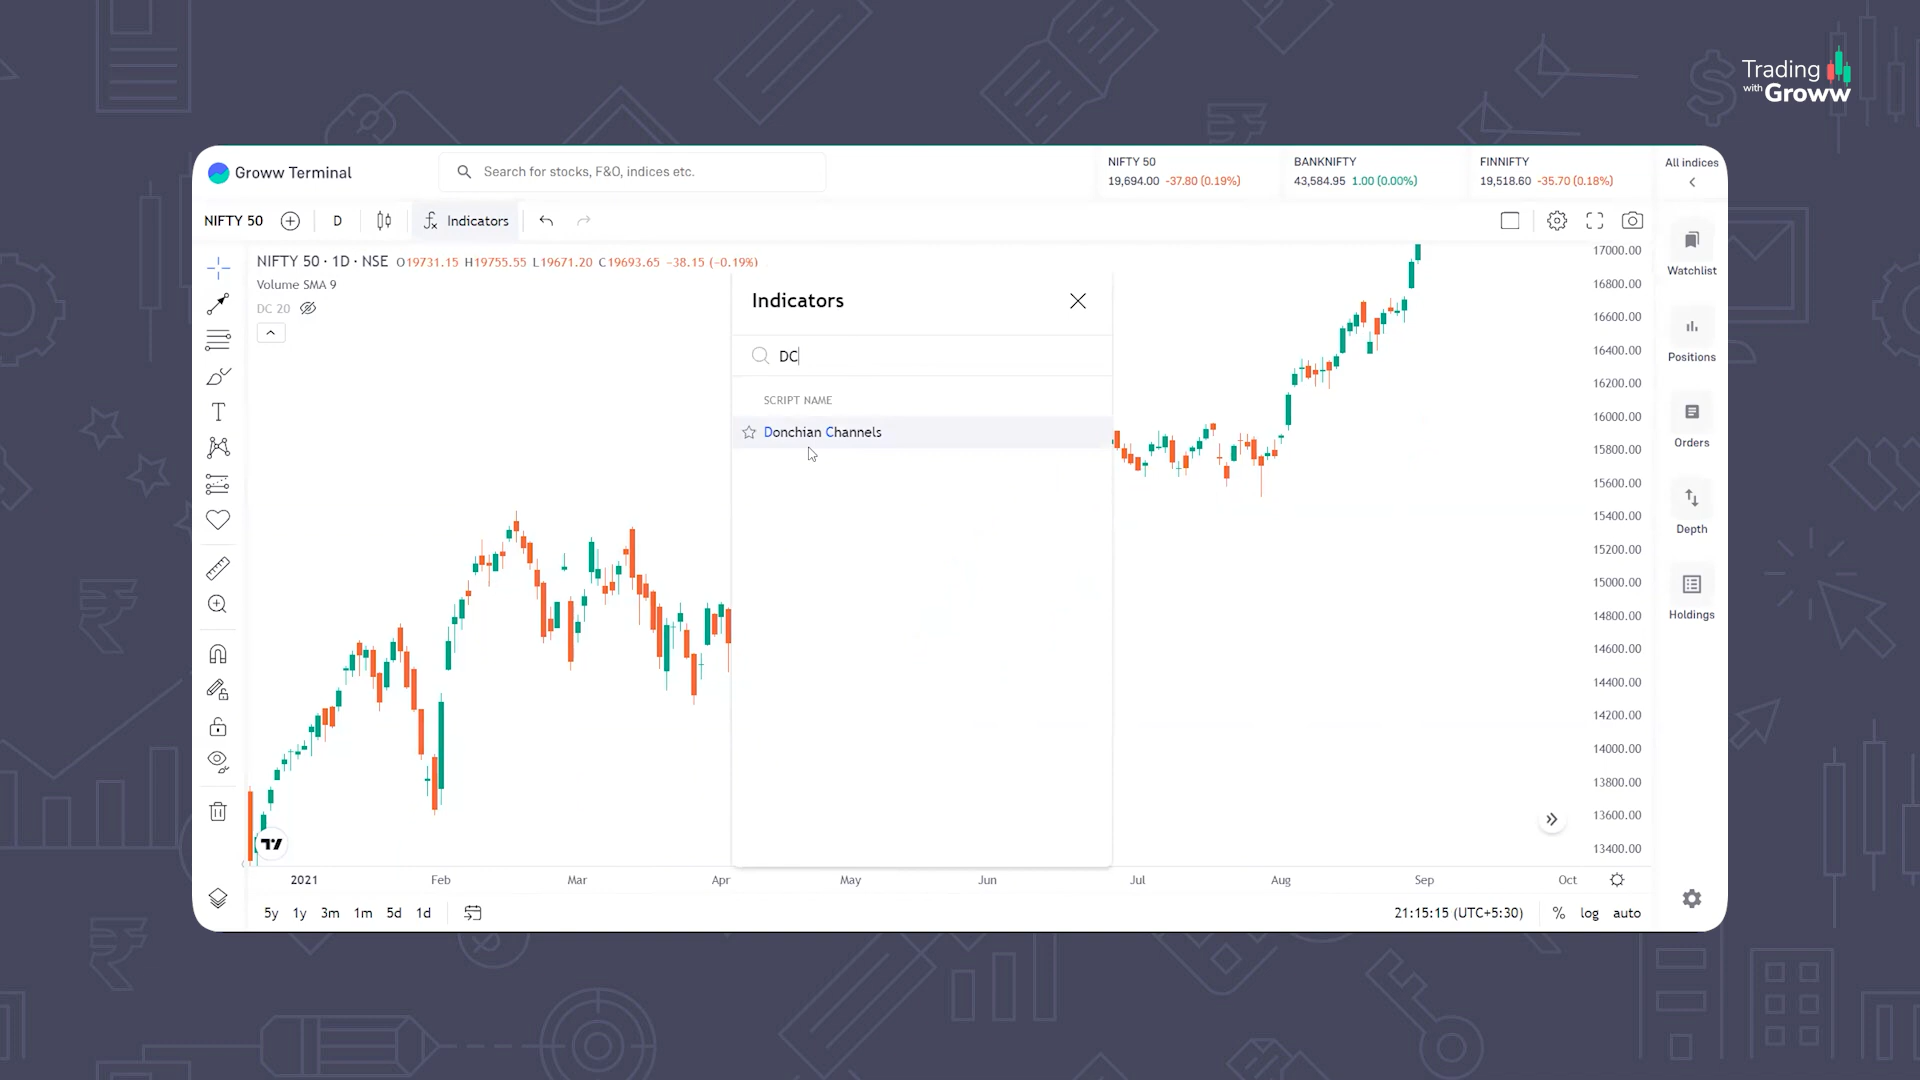 Trading
with Groww
Groww Terminal
Search for stocks, F&O, indices etc.
NIFTY 50
19,694.00 -37.80 (0.19%)
BANKNIFTY
43,584.95 1.00 (0.00%)
FINNIFTY
19,518.60 -35.70 (0.18%)
All indices
NIFTY 50
D
Indicators
NIFTY 50 · 1D · NSE O19731.15 H19755.55 L19671.20 C19693.65 −38.15 (−0.19%)
Volume SMA 9
DC 20
Indicators
DC
SCRIPT NAME
Donchian Channels
17000.00
16800.00
16600.00
16400.00
16200.00
16000.00
15800.00
15600.00
15400.00
15200.00
15000.00
14800.00
14600.00
14400.00
14200.00
14000.00
13800.00
13600.00
13400.00
Watchlist
Positions
Orders
Depth
Holdings
2021 Feb Mar Apr May Jun Jul Aug Sep Oct
5y 1y 3m 1m 5d 1d
21:15:15 (UTC+5:30) % log auto